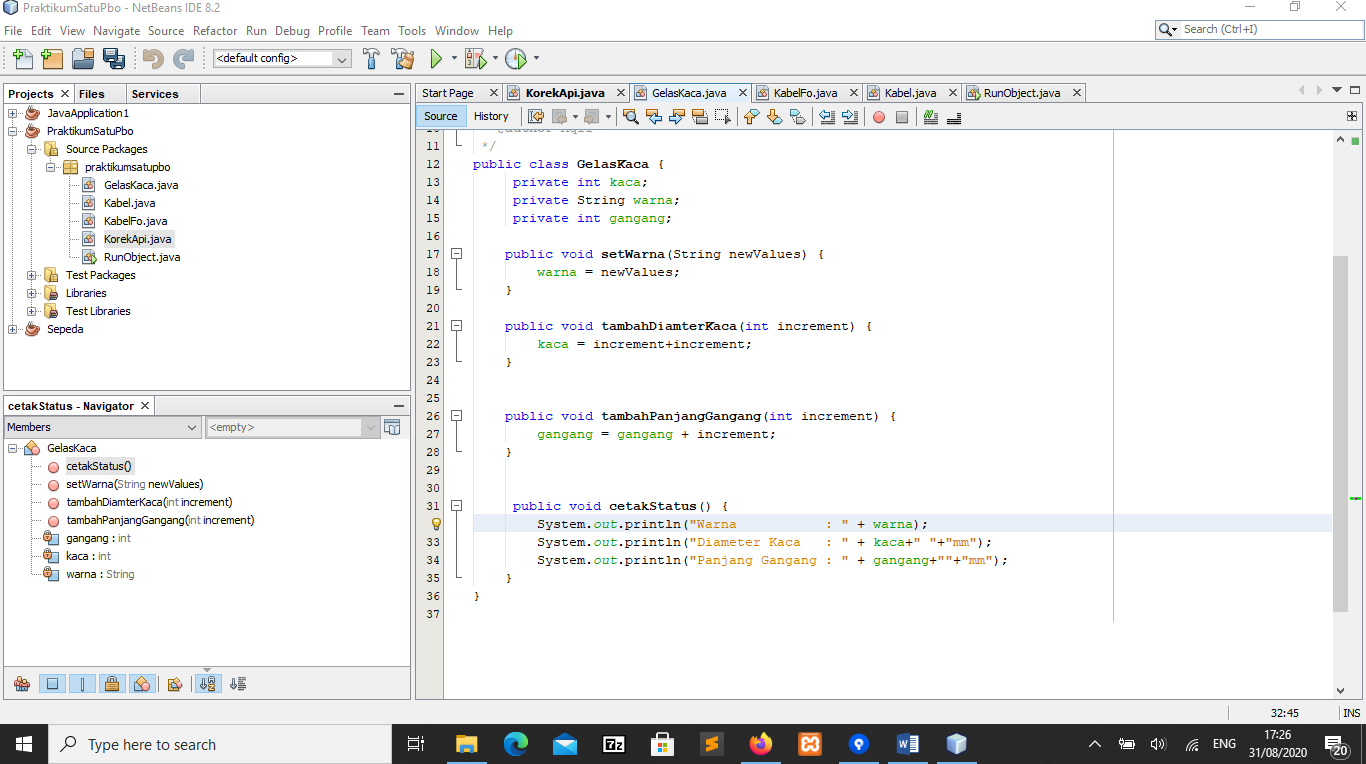 PraktikumSatuPbo - NetBeans IDE 8.2
File Edit View Navigate Source Refactor Run Debug Profile Team Tools Window Help
Search (Ctrl+I)
<default config>
Projects Files Services
JavaApplication1
PraktikumSatuPbo
Source Packages
praktikumsatupbo
GelasKaca.java
Kabel.java
KabelFo.java
KorekApi.java
RunObject.java
Test Packages
Libraries
Test Libraries
Sepeda
cetakStatus - Navigator
Members <empty>
GelasKaca
cetakStatus()
setWarna(String newValues)
tambahDiamterKaca(int increment)
tambahPanjangGangang(int increment)
gangang : int
kaca : int
warna : String
Start Page KorekApi.java GelasKaca.java KabelFo.java Kabel.java RunObject.java
Source History
10
11 */
12 public class GelasKaca {
13 private int kaca;
14 private String warna;
15 private int gangang;
16
17 public void setWarna(String newValues) {
18 warna = newValues;
19 }
20
21 public void tambahDiamterKaca(int increment) {
22 kaca = increment+increment;
23 }
24
25
26 public void tambahPanjangGangang(int increment) {
27 gangang = gangang + increment;
28 }
29
30
31 public void cetakStatus() {
System.out.println("Warna : " + warna);
33 System.out.println("Diameter Kaca : " + kaca+" "+"mm");
34 System.out.println("Panjang Gangang : " + gangang+""+"mm");
35 }
36 }
37
32:45 INS
Type here to search
7z
W
ENG
17:26
31/08/2020
20